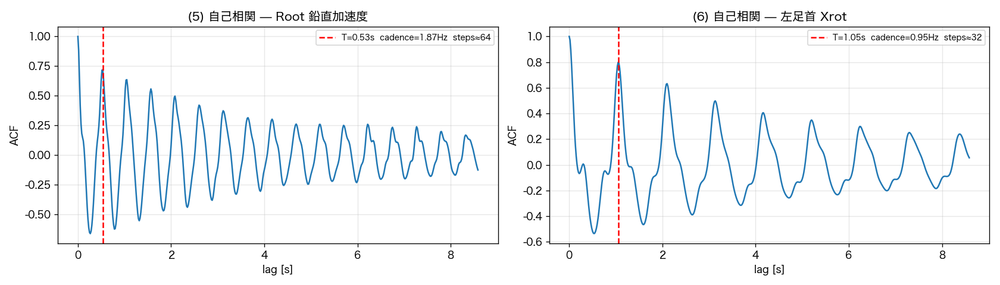 (5) 自己相関 — Root 鉛直加速度
T=0.53s cadence=1.87Hz steps≈64
1.00
0.75
0.50
0.25
0.00
-0.25
-0.50
ACF
0 2 4 6 8
lag [s]
(6) 自己相関 — 左足首 Xrot
T=1.05s cadence=0.95Hz steps≈32
1.0
0.8
0.6
0.4
0.2
0.0
-0.2
-0.4
-0.6
ACF
0 2 4 6 8
lag [s]